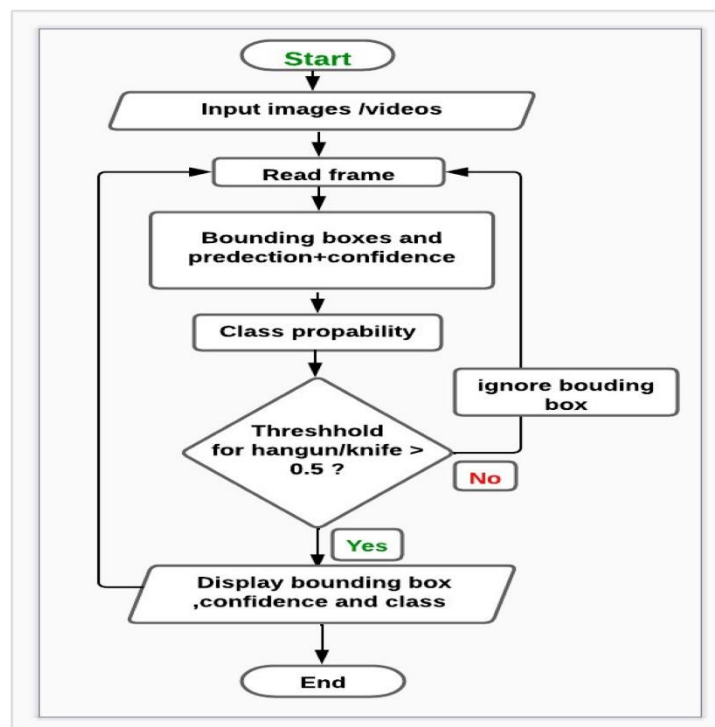 Start
Input images /videos
Read frame
Bounding boxes and
predection+confidence
Class propability
ignore bouding
box
Threshhold
for hangun/knife >
0.5 ?
No
Yes
Display bounding box
,confidence and class
End